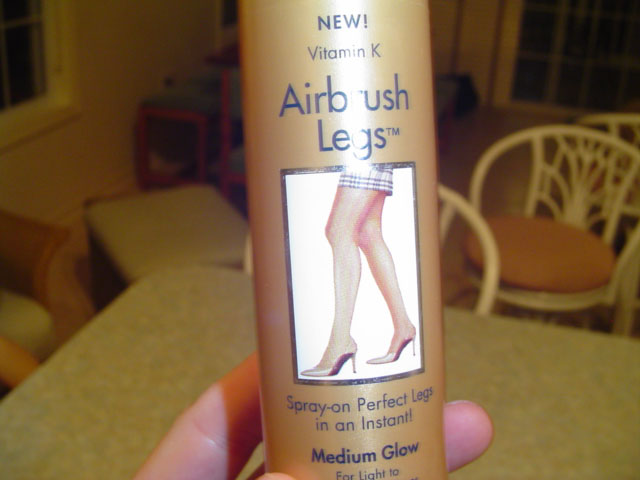 NEW!
Vitamin K
Airbrush
Legs™
Spray-on Perfect Legs
in an Instant!
Medium Glow
For Light to